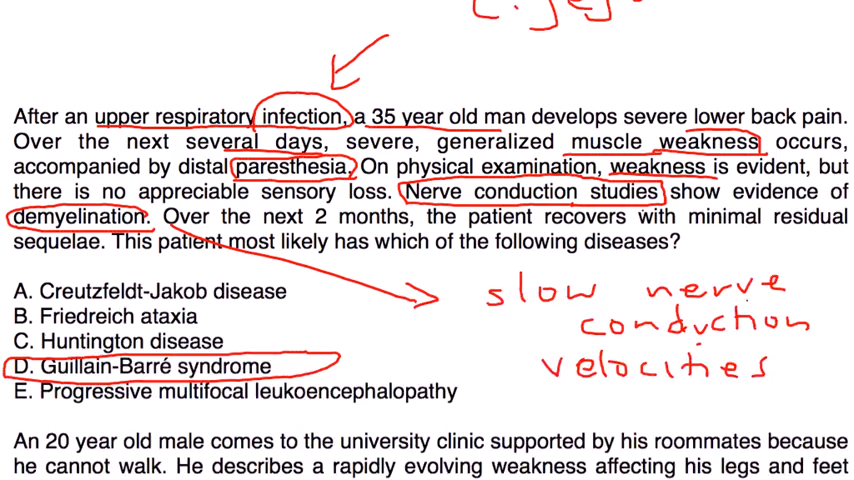 After an upper respiratory infection, a 35 year old man develops severe lower back pain.
Over the next several days, severe, generalized muscle weakness occurs,
accompanied by distal paresthesia. On physical examination, weakness is evident, but
there is no appreciable sensory loss. Nerve conduction studies show evidence of
demyelination. Over the next 2 months, the patient recovers with minimal residual
sequelae. This patient most likely has which of the following diseases?
A. Creutzfeldt-Jakob disease
B. Friedreich ataxia
C. Huntington disease
D. Guillain-Barré syndrome
E. Progressive multifocal leukoencephalopathy
slow nerve
conduction
velocities
An 20 year old male comes to the university clinic supported by his roommates because
he cannot walk. He describes a rapidly evolving weakness affecting his legs and feet